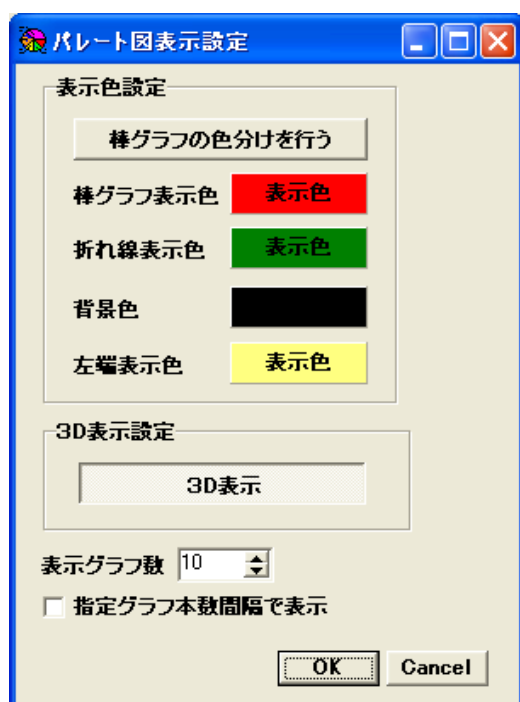 パレート図表示設定
表示色設定
棒グラフの色分けを行う
棒グラフ表示色 表示色
折れ線表示色 表示色
背景色
左端表示色 表示色
3D表示設定
3D表示
表示グラフ数 10
指定グラフ本数間隔で表示
OK Cancel